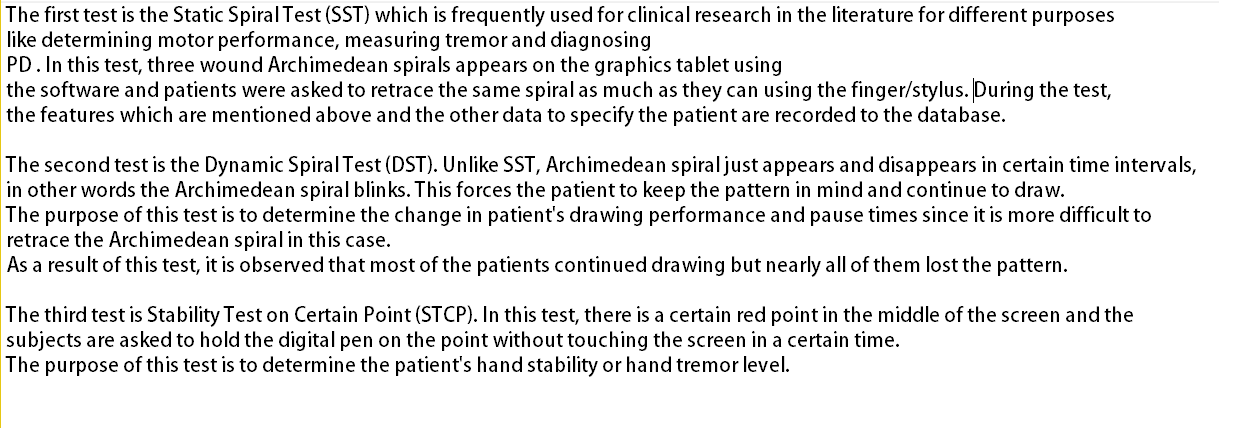 The first test is the Static Spiral Test (SST) which is frequently used for clinical research in the literature for different purposes
like determining motor performance, measuring tremor and diagnosing
PD . In this test, three wound Archimedean spirals appears on the graphics tablet using
the software and patients were asked to retrace the same spiral as much as they can using the finger/stylus. During the test,
the features which are mentioned above and the other data to specify the patient are recorded to the database.

The second test is the Dynamic Spiral Test (DST). Unlike SST, Archimedean spiral just appears and disappears in certain time intervals,
in other words the Archimedean spiral blinks. This forces the patient to keep the pattern in mind and continue to draw.
The purpose of this test is to determine the change in patient's drawing performance and pause times since it is more difficult to
retrace the Archimedean spiral in this case.
As a result of this test, it is observed that most of the patients continued drawing but nearly all of them lost the pattern.

The third test is Stability Test on Certain Point (STCP). In this test, there is a certain red point in the middle of the screen and the
subjects are asked to hold the digital pen on the point without touching the screen in a certain time.
The purpose of this test is to determine the patient's hand stability or hand tremor level.